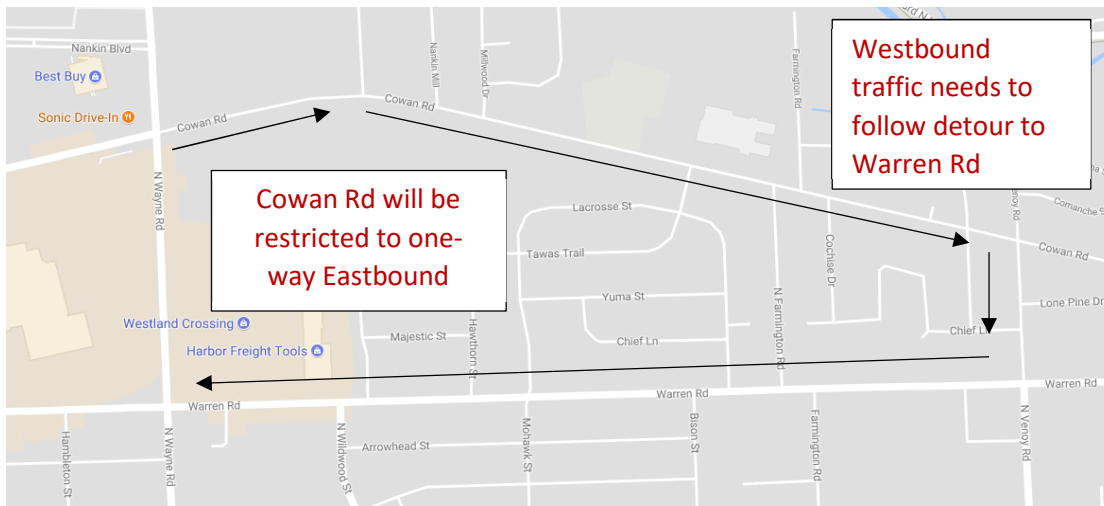 Nankin Blvd
Best Buy
Sonic Drive-In
Cowan Rd
N Wayne Rd
Nankin Mill
Millwood Dr
Cowan Rd
Farmington Rd
Westbound
traffic needs to
follow detour to
Warren Rd
Cowan Rd will be
restricted to one-
way Eastbound
Lacrosse St
Tawas Trail
Yuma St
Chief Ln
Cochise Dr
N Farmington Rd
enoy Rd
Comanche S
Cowan Rd
Lone Pine Dr
Chief Ln
Westland Crossing
Harbor Freight Tools
Majestic St
Hawthorn St
Warren Rd
Warren Rd
Warren Rd
Hambleton St
N Wayne Rd
N Wildwood St
Arrowhead St
Mohawk St
Bison St
Farmington Rd
N Venoy Rd